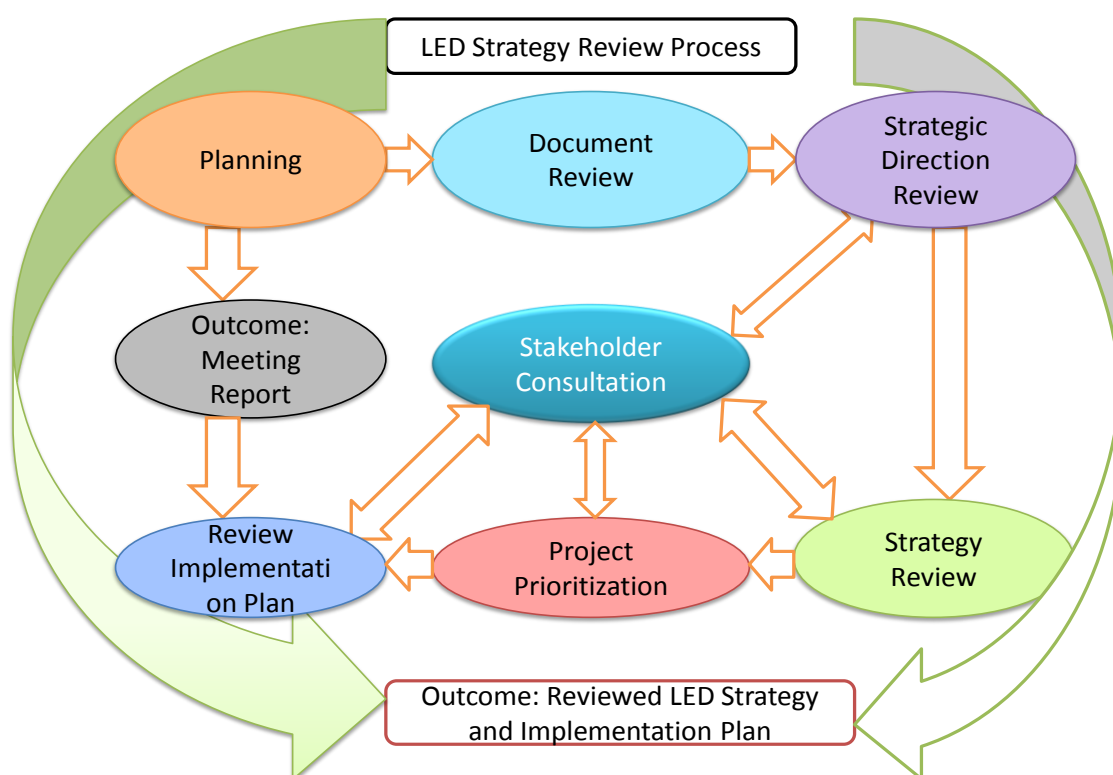 LED Strategy Review Process
Planning
Document
Review
Strategic
Direction
Review
Outcome:
Meeting
Report
Stakeholder
Consultation
Review
Implementati
on Plan
Project
Prioritization
Strategy
Review
Outcome: Reviewed LED Strategy
and Implementation Plan